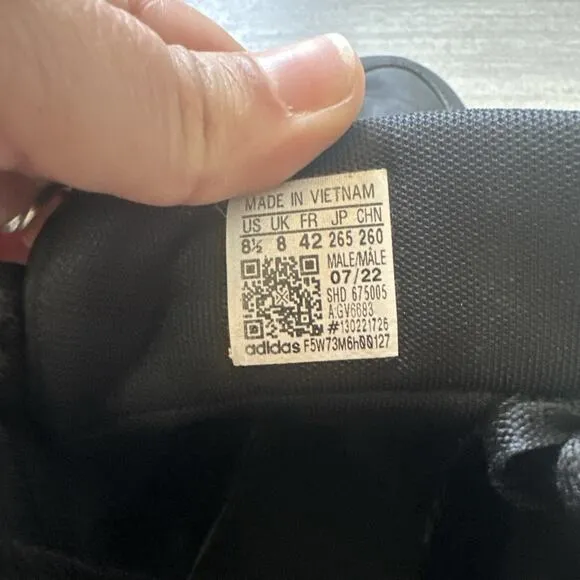 MADE IN VIETNAM
US UK FR JP CHN
8½ 8 42 265 260
MALE/MÂLE
07/22
SHD 675005
A:GV6683
#130221726
adidas F5W73M6h00127